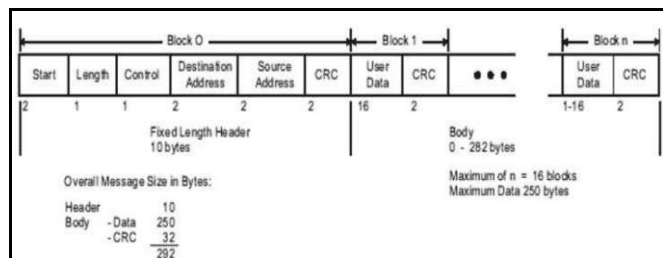 Block 0 Block 1 Block n
Start Length Control Destination Address Source Address CRC User Data CRC ••• User Data CRC
2 1 1 2 2 2 16 2 1-16 2
Fixed Length Header
10 bytes
Body
0 - 282 bytes
Maximum of n = 16 blocks
Maximum Data 250 bytes
Overall Message Size in Bytes:
Header 10
Body - Data 250
- CRC 32
292